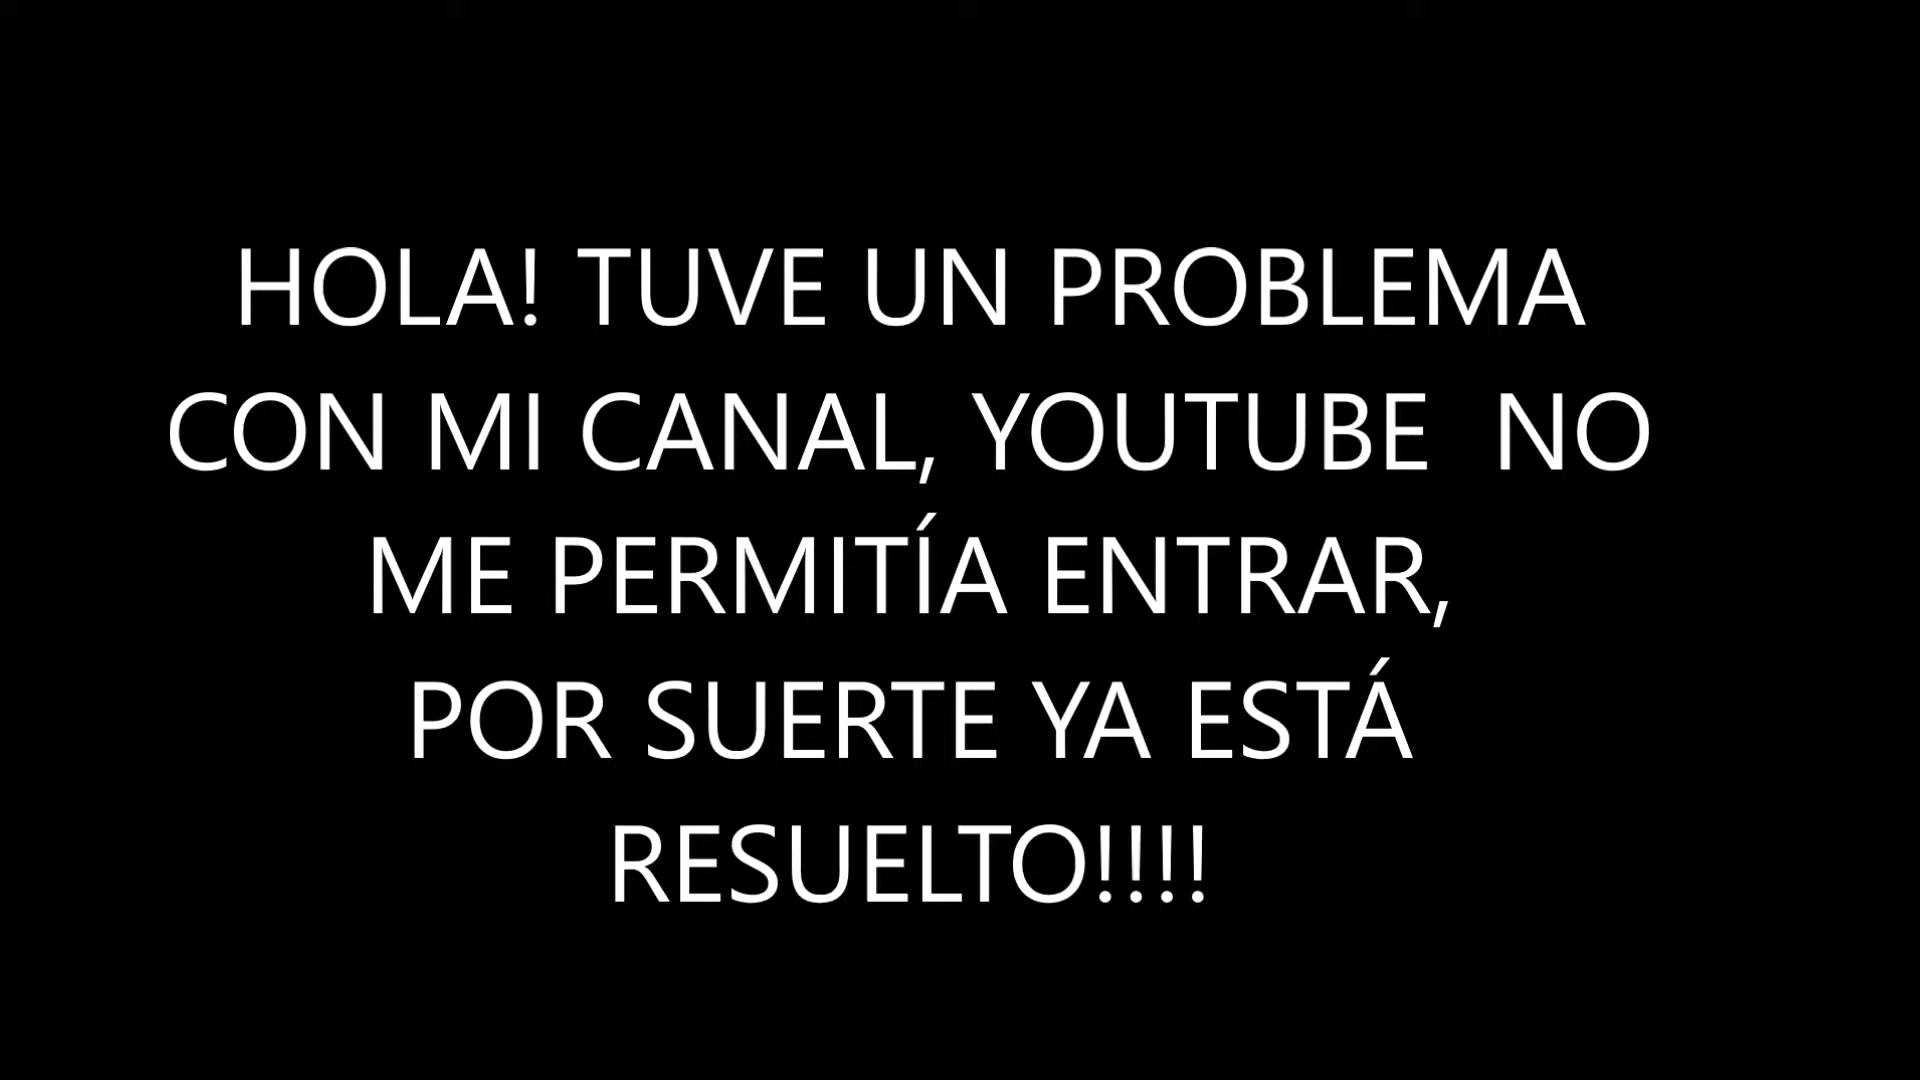 HOLA! TUVE UN PROBLEMA
CON MI CANAL, YOUTUBE  NO
ME PERMITÍA ENTRAR,
POR SUERTE YA ESTÁ
RESUELTO!!!!